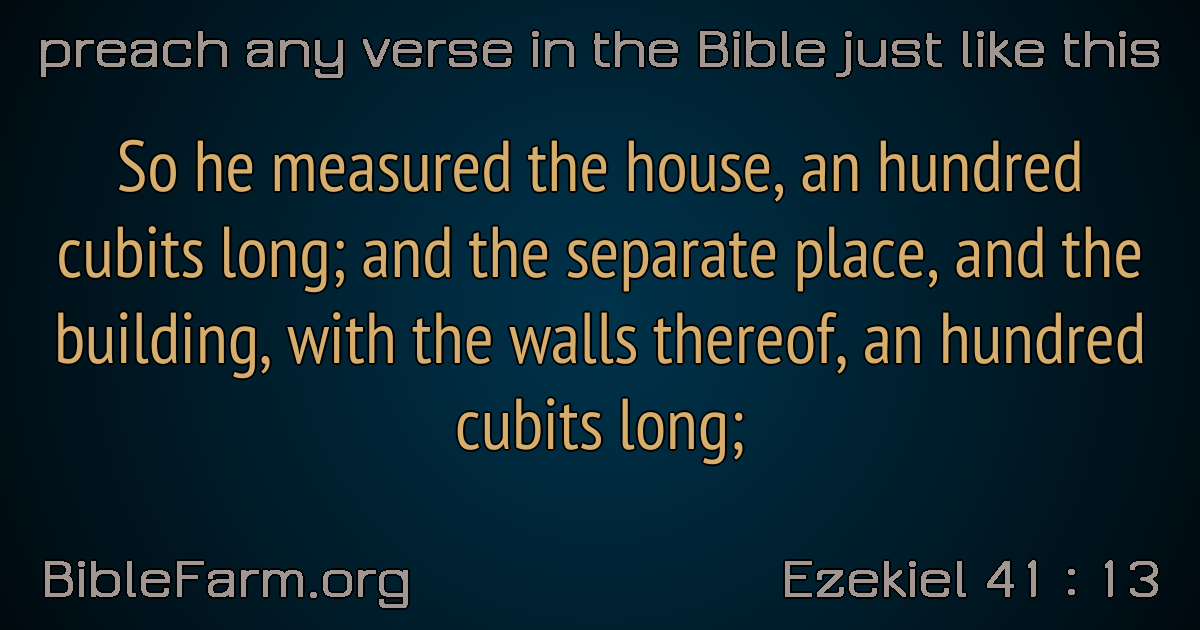 preach any verse in the Bible just like this
So he measured the house, an hundred
cubits long; and the separate place, and the
building, with the walls thereof, an hundred
cubits long;
BibleFarm.org
Ezekiel 41 : 13